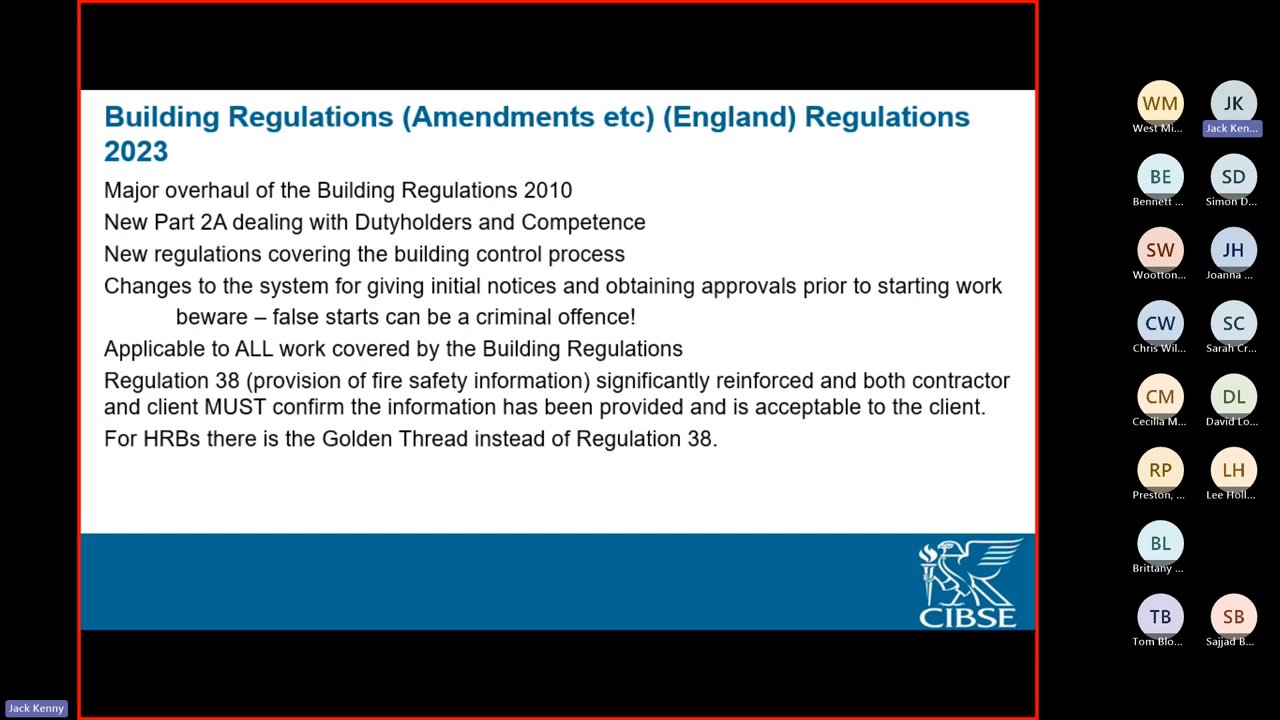 Building Regulations (Amendments etc) (England) Regulations
2023
Major overhaul of the Building Regulations 2010
New Part 2A dealing with Dutyholders and Competence
New regulations covering the building control process
Changes to the system for giving initial notices and obtaining approvals prior to starting work
beware – false starts can be a criminal offence!
Applicable to ALL work covered by the Building Regulations
Regulation 38 (provision of fire safety information) significantly reinforced and both contractor
and client MUST confirm the information has been provided and is acceptable to the client.
For HRBs there is the Golden Thread instead of Regulation 38.
CIBSE
WM
West Mi...
JK
Jack Ken...
BE
Bennett ...
SD
Simon D...
SW
Wootton...
JH
Joanna ...
CW
Chris Wil...
SC
Sarah Cr...
CM
Cecilia M...
DL
David Lo...
RP
Preston, ...
LH
Lee Holl...
BL
Brittany ...
TB
Tom Blo...
SB
Sajjad B...
Jack Kenny